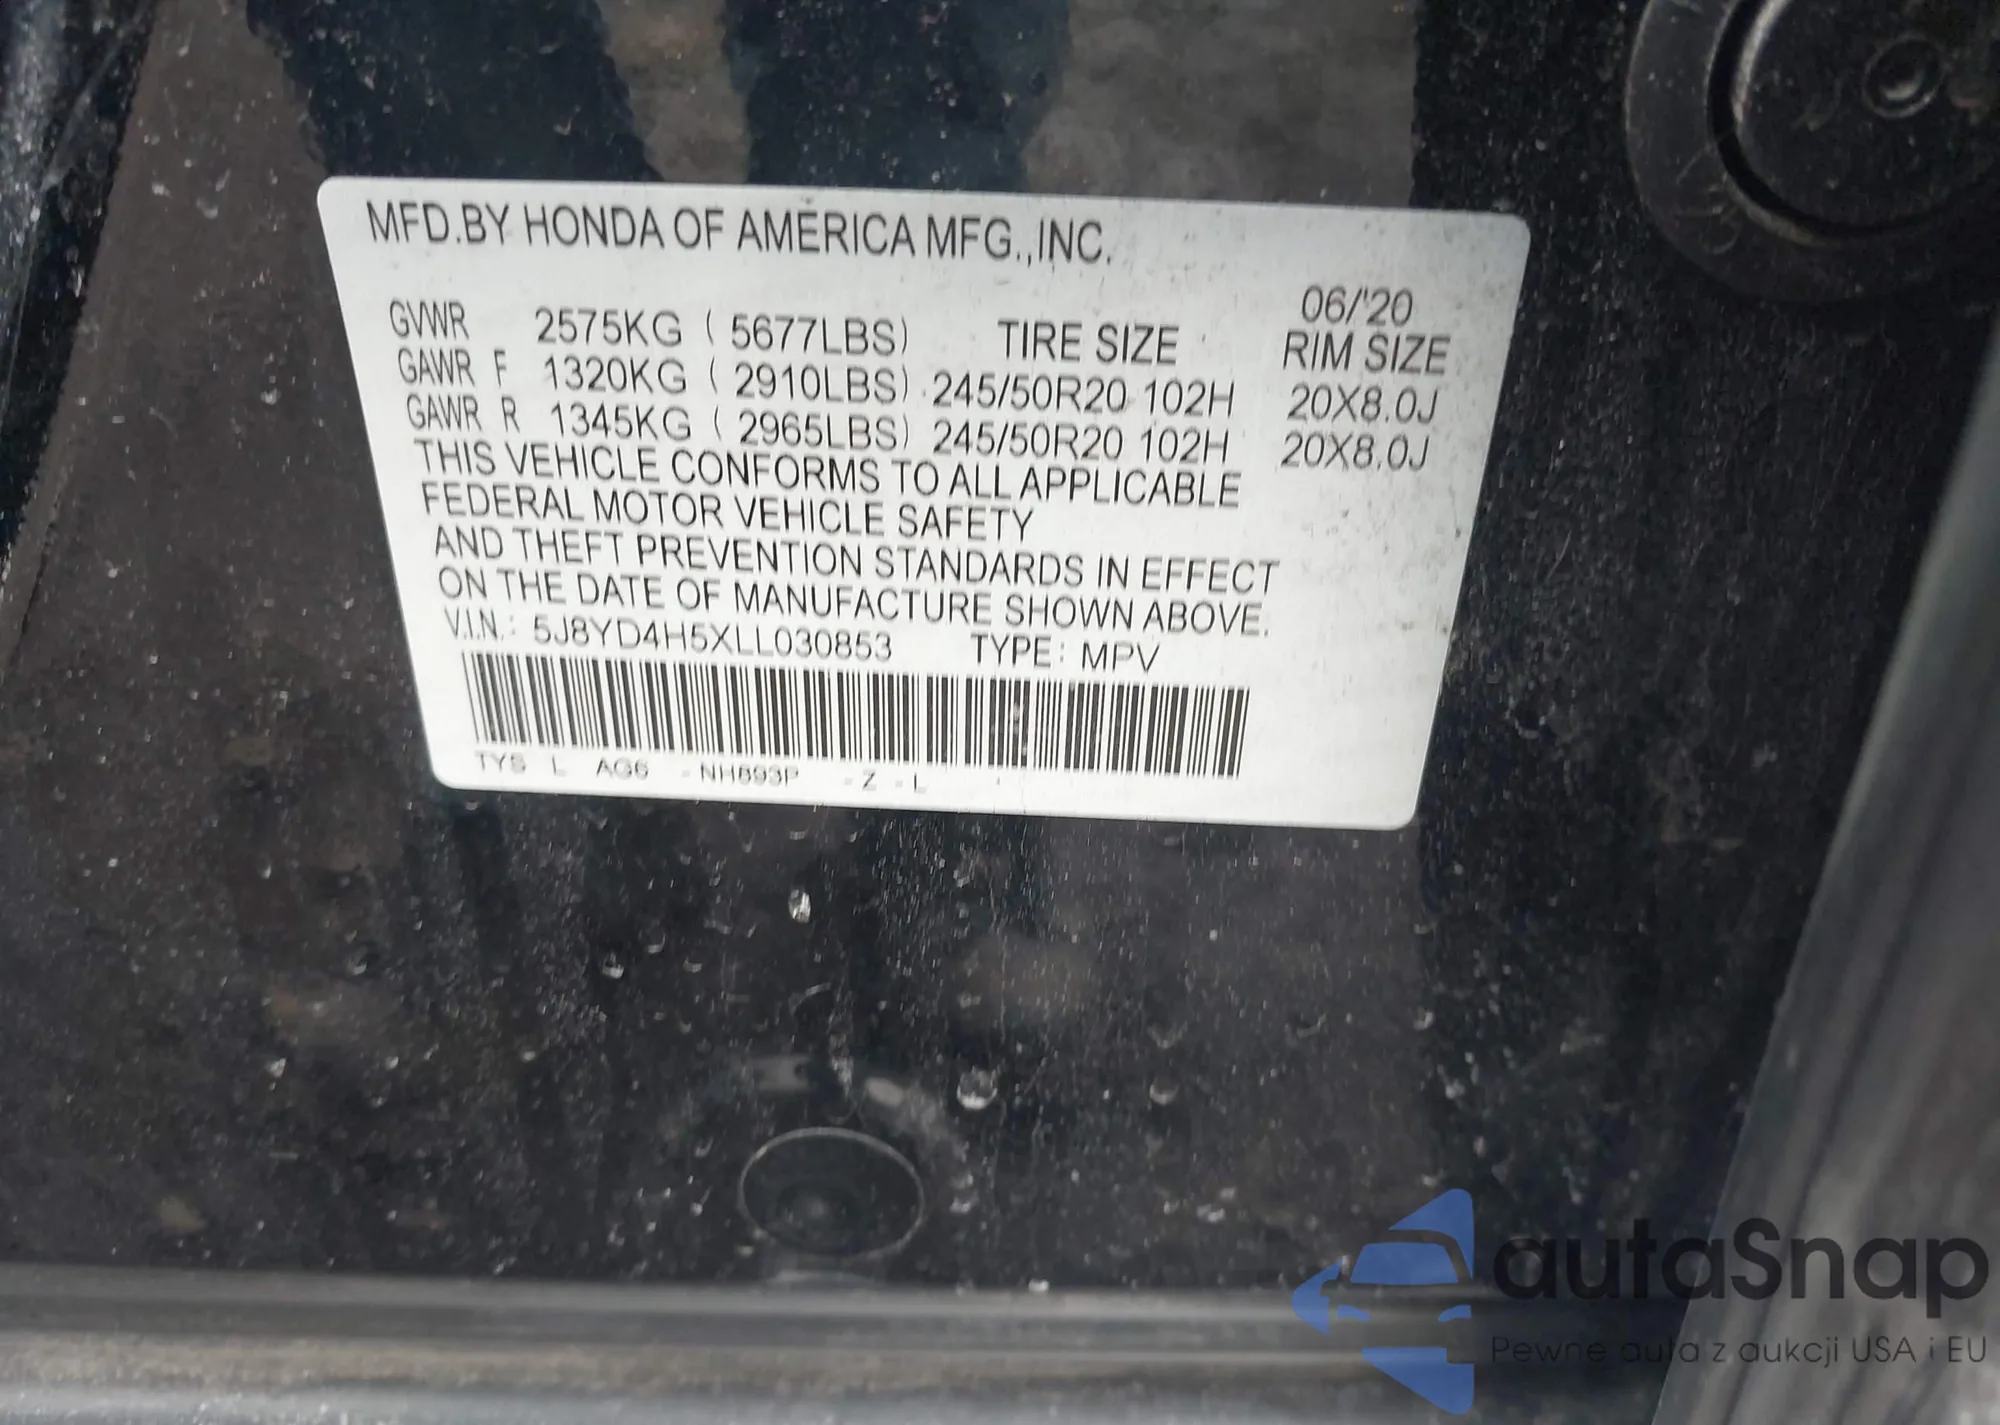 MFD.BY HONDA OF AMERICA MFG.,INC.
06/'20
GVWR 2575KG ( 5677LBS) TIRE SIZE RIM SIZE
GAWR F 1320KG ( 2910LBS) 245/50R20 102H 20X8.0J
GAWR R 1345KG ( 2965LBS) 245/50R20 102H 20X8.0J
THIS VEHICLE CONFORMS TO ALL APPLICABLE
FEDERAL MOTOR VEHICLE SAFETY
AND THEFT PREVENTION STANDARDS IN EFFECT
ON THE DATE OF MANUFACTURE SHOWN ABOVE.
V.I.N.: 5J8YD4H5XLL030853 TYPE: MPV
TYS L AG6 -NH893P -Z -L
autaSnap
Pewne auta z aukcji USA i EU